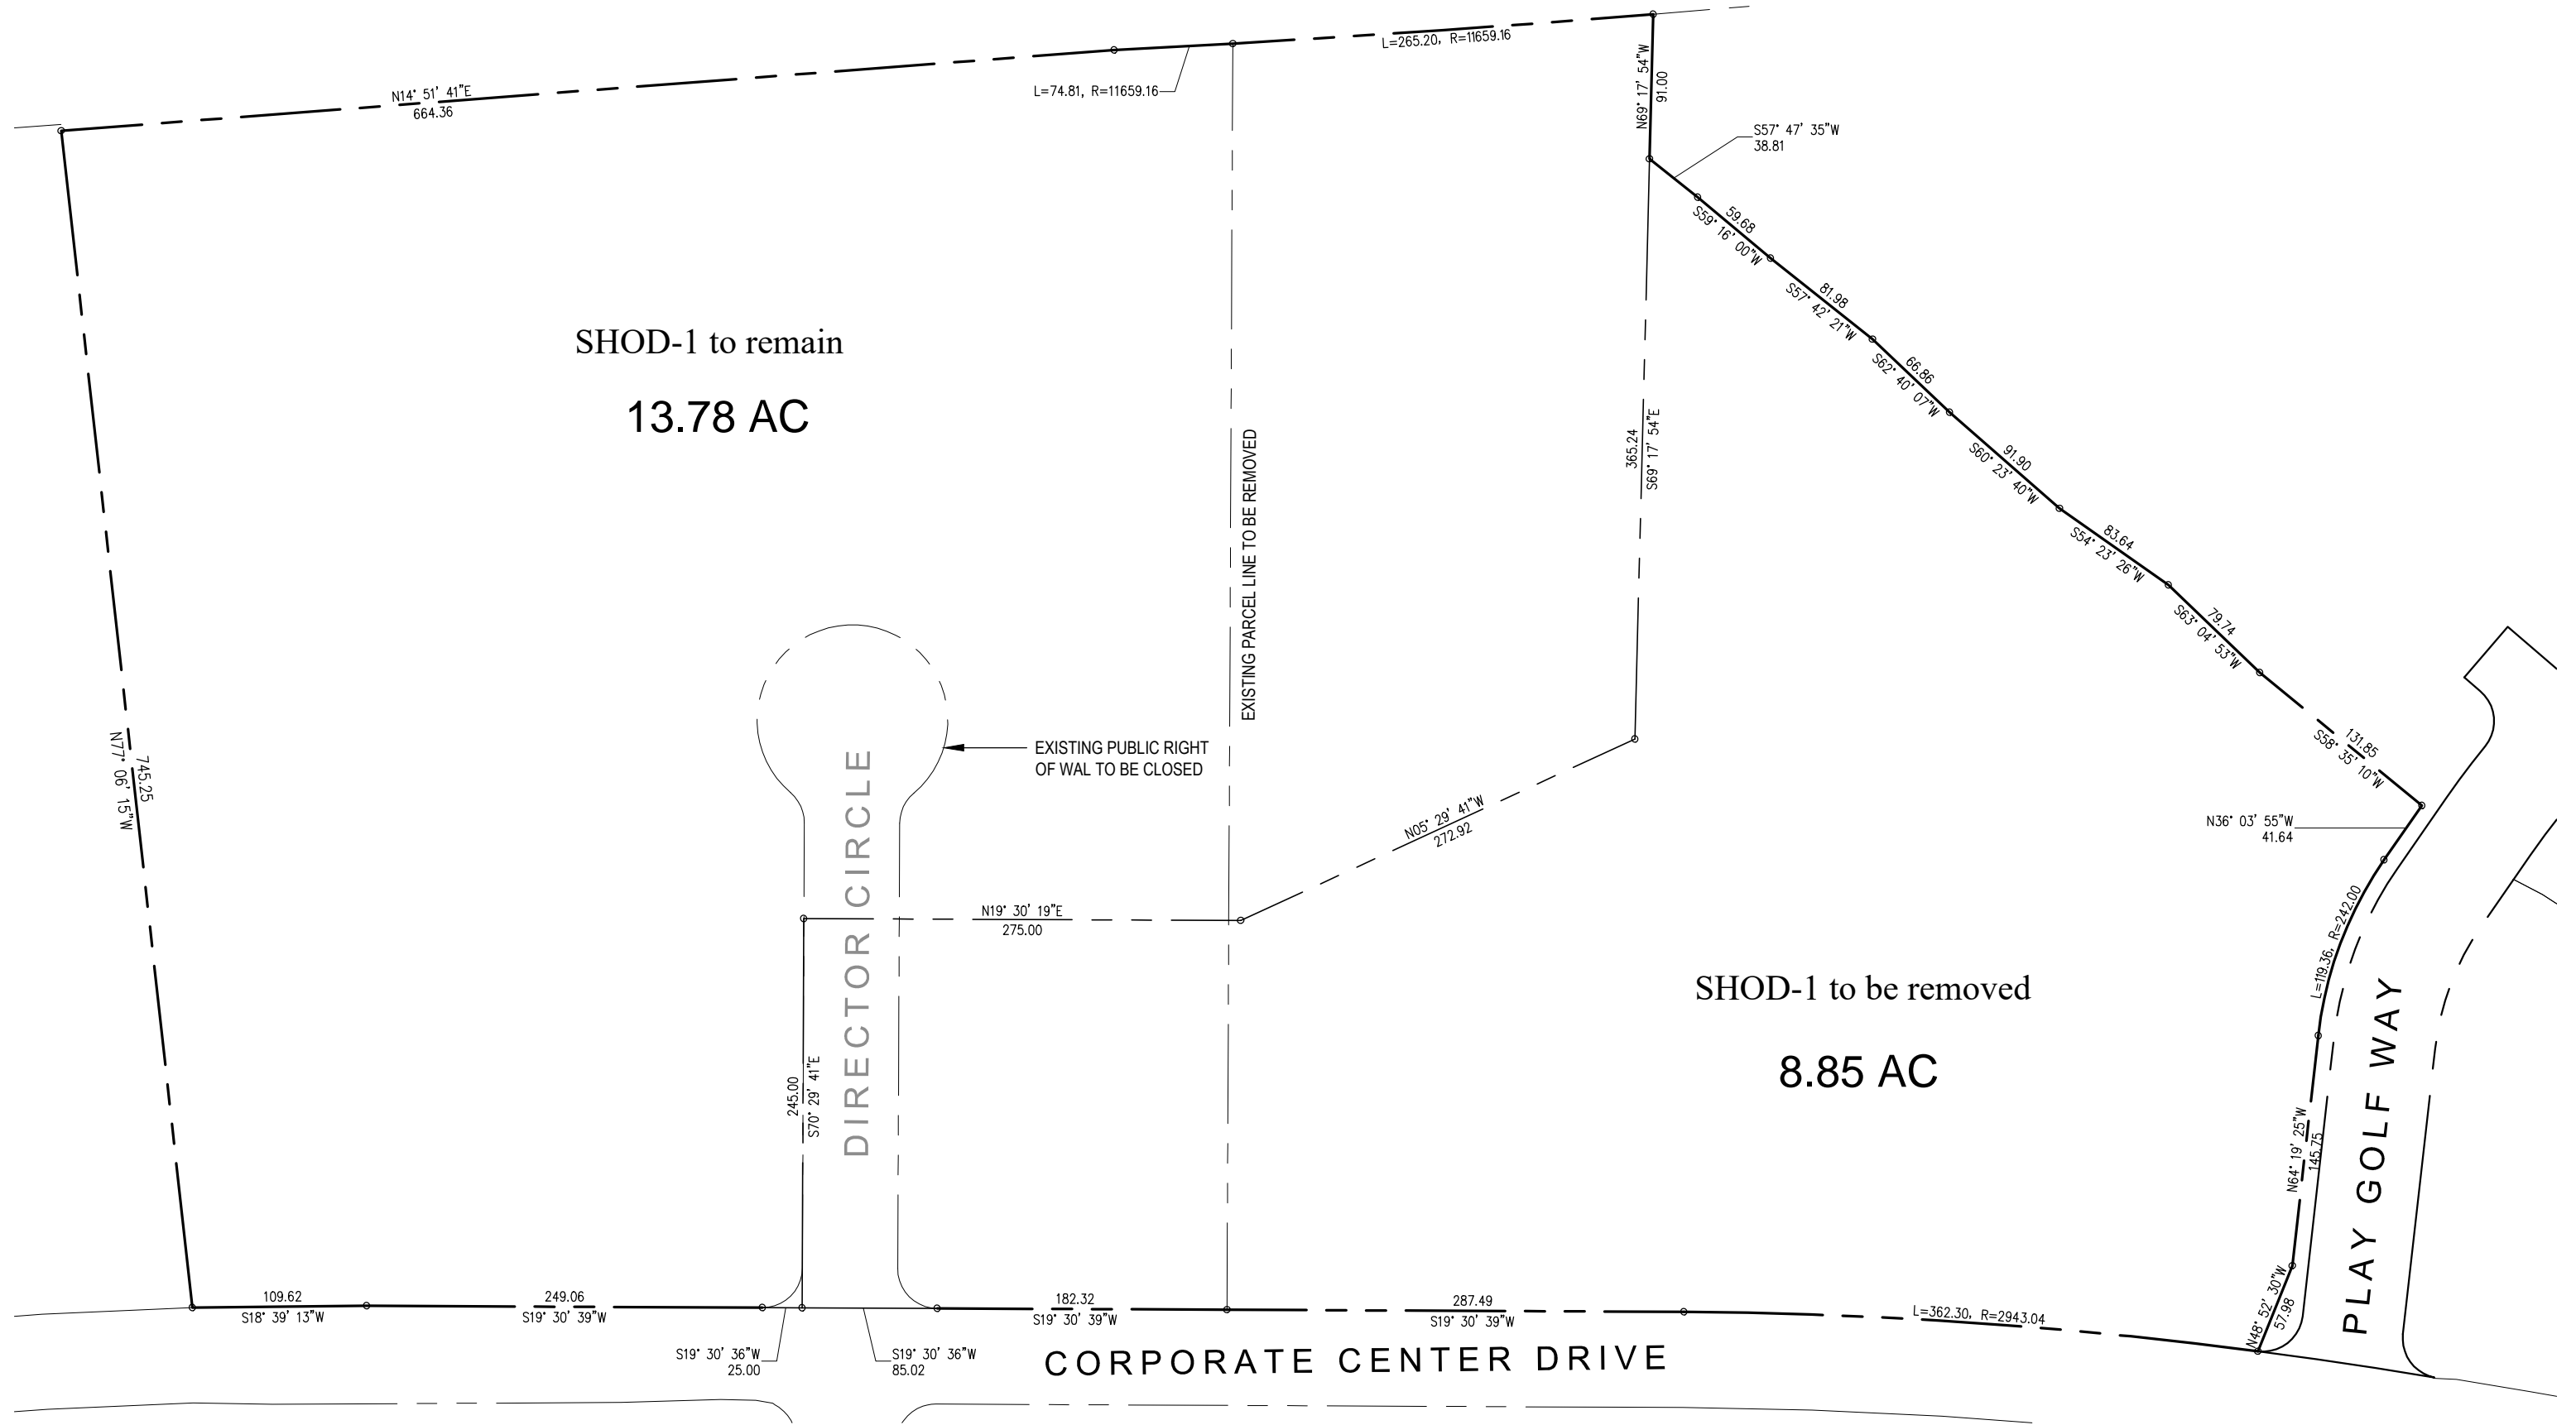 N14° 51' 41"E
664.36
L=74.81, R=11659.16
L=265.20, R=11659.16
N69° 17' 54"W
91.00
S57° 47' 35"W
38.81
59.68
S59° 16' 00"W
81.98
S57° 42' 21"W
66.86
S62° 40' 07"W
91.90
S60° 23' 40"W
83.64
S54° 23' 26"W
79.74
S63° 04' 53"W
131.85
S58° 35' 10"W
N36° 03' 55"W
41.64
L=119.36, R=242.00
N64° 19' 25"W
145.75
N48° 52' 30"W
57.98
PLAY GOLF WAY
SHOD-1 to remain
13.78 AC
745.25
N77° 06' 15"W
EXISTING PARCEL LINE TO BE REMOVED
365.24
S69° 17' 54"E
EXISTING PUBLIC RIGHT
OF WAL TO BE CLOSED
DIRECTOR CIRCLE
N05° 29' 41"W
272.92
N19° 30' 19"E
275.00
245.00
S70° 29' 41"E
SHOD-1 to be removed
8.85 AC
109.62
S18° 39' 13"W
249.06
S19° 30' 39"W
S19° 30' 36"W
25.00
S19° 30' 36"W
85.02
182.32
S19° 30' 39"W
287.49
S19° 30' 39"W
L=362.30, R=2943.04
CORPORATE CENTER DRIVE